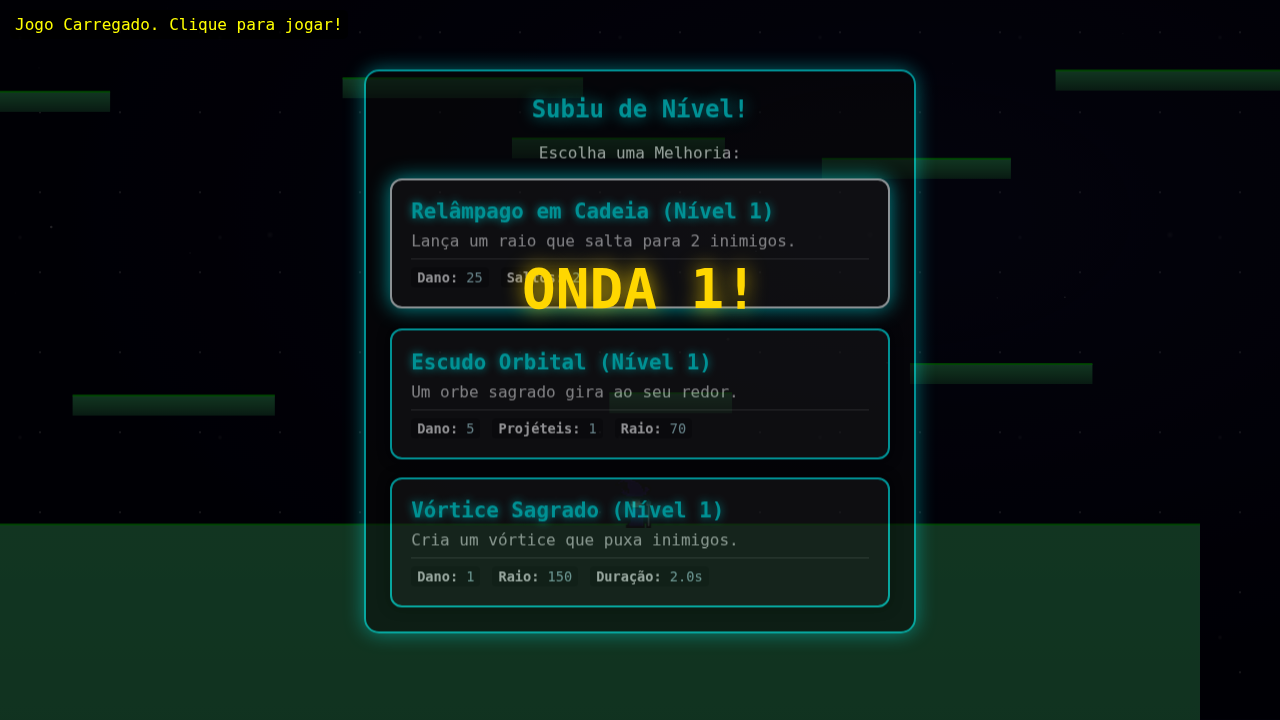 Jogo Carregado. Clique para jogar!
Subiu de Nível!
Escolha uma Melhoria:
Relâmpago em Cadeia (Nível 1)
Lança um raio que salta para 2 inimigos.
Dano: 25 Saltos: 2
ONDA 1!
Escudo Orbital (Nível 1)
Um orbe sagrado gira ao seu redor.
Dano: 5 Projéteis: 1 Raio: 70
Vórtice Sagrado (Nível 1)
Cria um vórtice que puxa inimigos.
Dano: 1 Raio: 150 Duração: 2.0s